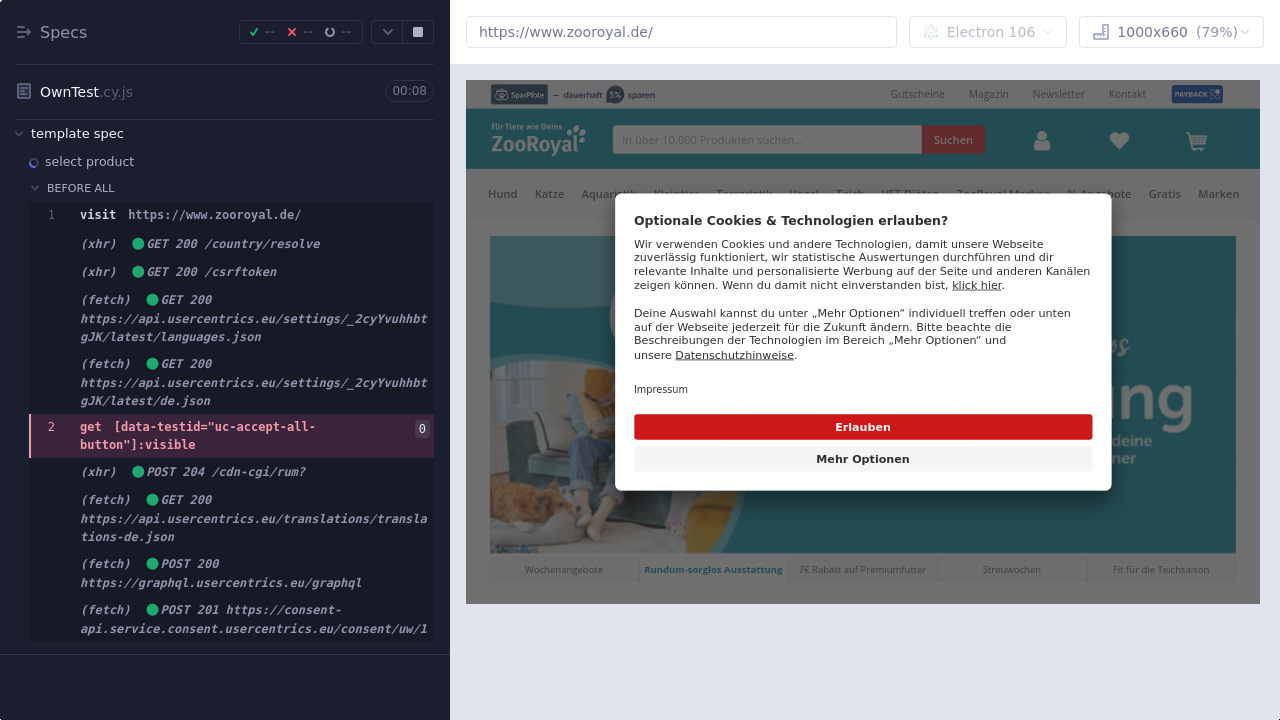 Specs
-- -- --
OwnTest.cy.js 00:08
template spec
select product
BEFORE ALL
1 visit https://www.zooroyal.de/
(xhr) GET 200 /country/resolve
(xhr) GET 200 /csrftoken
(fetch) GET 200
https://api.usercentrics.eu/settings/_2cyYvuhhbt
gJK/latest/languages.json
(fetch) GET 200
https://api.usercentrics.eu/settings/_2cyYvuhhbt
gJK/latest/de.json
2 get [data-testid="uc-accept-all-
button"]:visible 0
(xhr) POST 204 /cdn-cgi/rum?
(fetch) GET 200
https://api.usercentrics.eu/translations/transla
tions-de.json
(fetch) POST 200
https://graphql.usercentrics.eu/graphql
(fetch) POST 201 https://consent-
api.service.consent.usercentrics.eu/consent/uw/1
https://www.zooroyal.de/
Electron 106
1000x660 (79%)
SparPfote – dauerhaft 5% sparen
Gutscheine Magazin Newsletter Kontakt PAYBACK
Für Tiere wie Deins
ZooRoyal
In über 10.000 Produkten suchen...
Suchen
Hund Katze Aquaristik Kleintier Terraristik Vogel Teich VET-Diäten ZooRoyal Marken % Angebote Gratis Marken
Optionale Cookies & Technologien erlauben?
Wir verwenden Cookies und andere Technologien, damit unsere Webseite
zuverlässig funktioniert, wir statistische Auswertungen durchführen und dir
relevante Inhalte und personalisierte Werbung auf der Seite und anderen Kanälen
zeigen können. Wenn du damit nicht einverstanden bist, klick hier.
Deine Auswahl kannst du unter „Mehr Optionen“ individuell treffen oder unten
auf der Webseite jederzeit für die Zukunft ändern. Bitte beachte die
Beschreibungen der Technologien im Bereich „Mehr Optionen“ und
unsere Datenschutzhinweise.
Impressum
Erlauben
Mehr Optionen
os
ng
deine
ner
Wochenangebote
Rundum-sorglos Ausstattung
7€ Rabatt auf Premiumfutter
Streuwochen
Fit für die Teichsaison